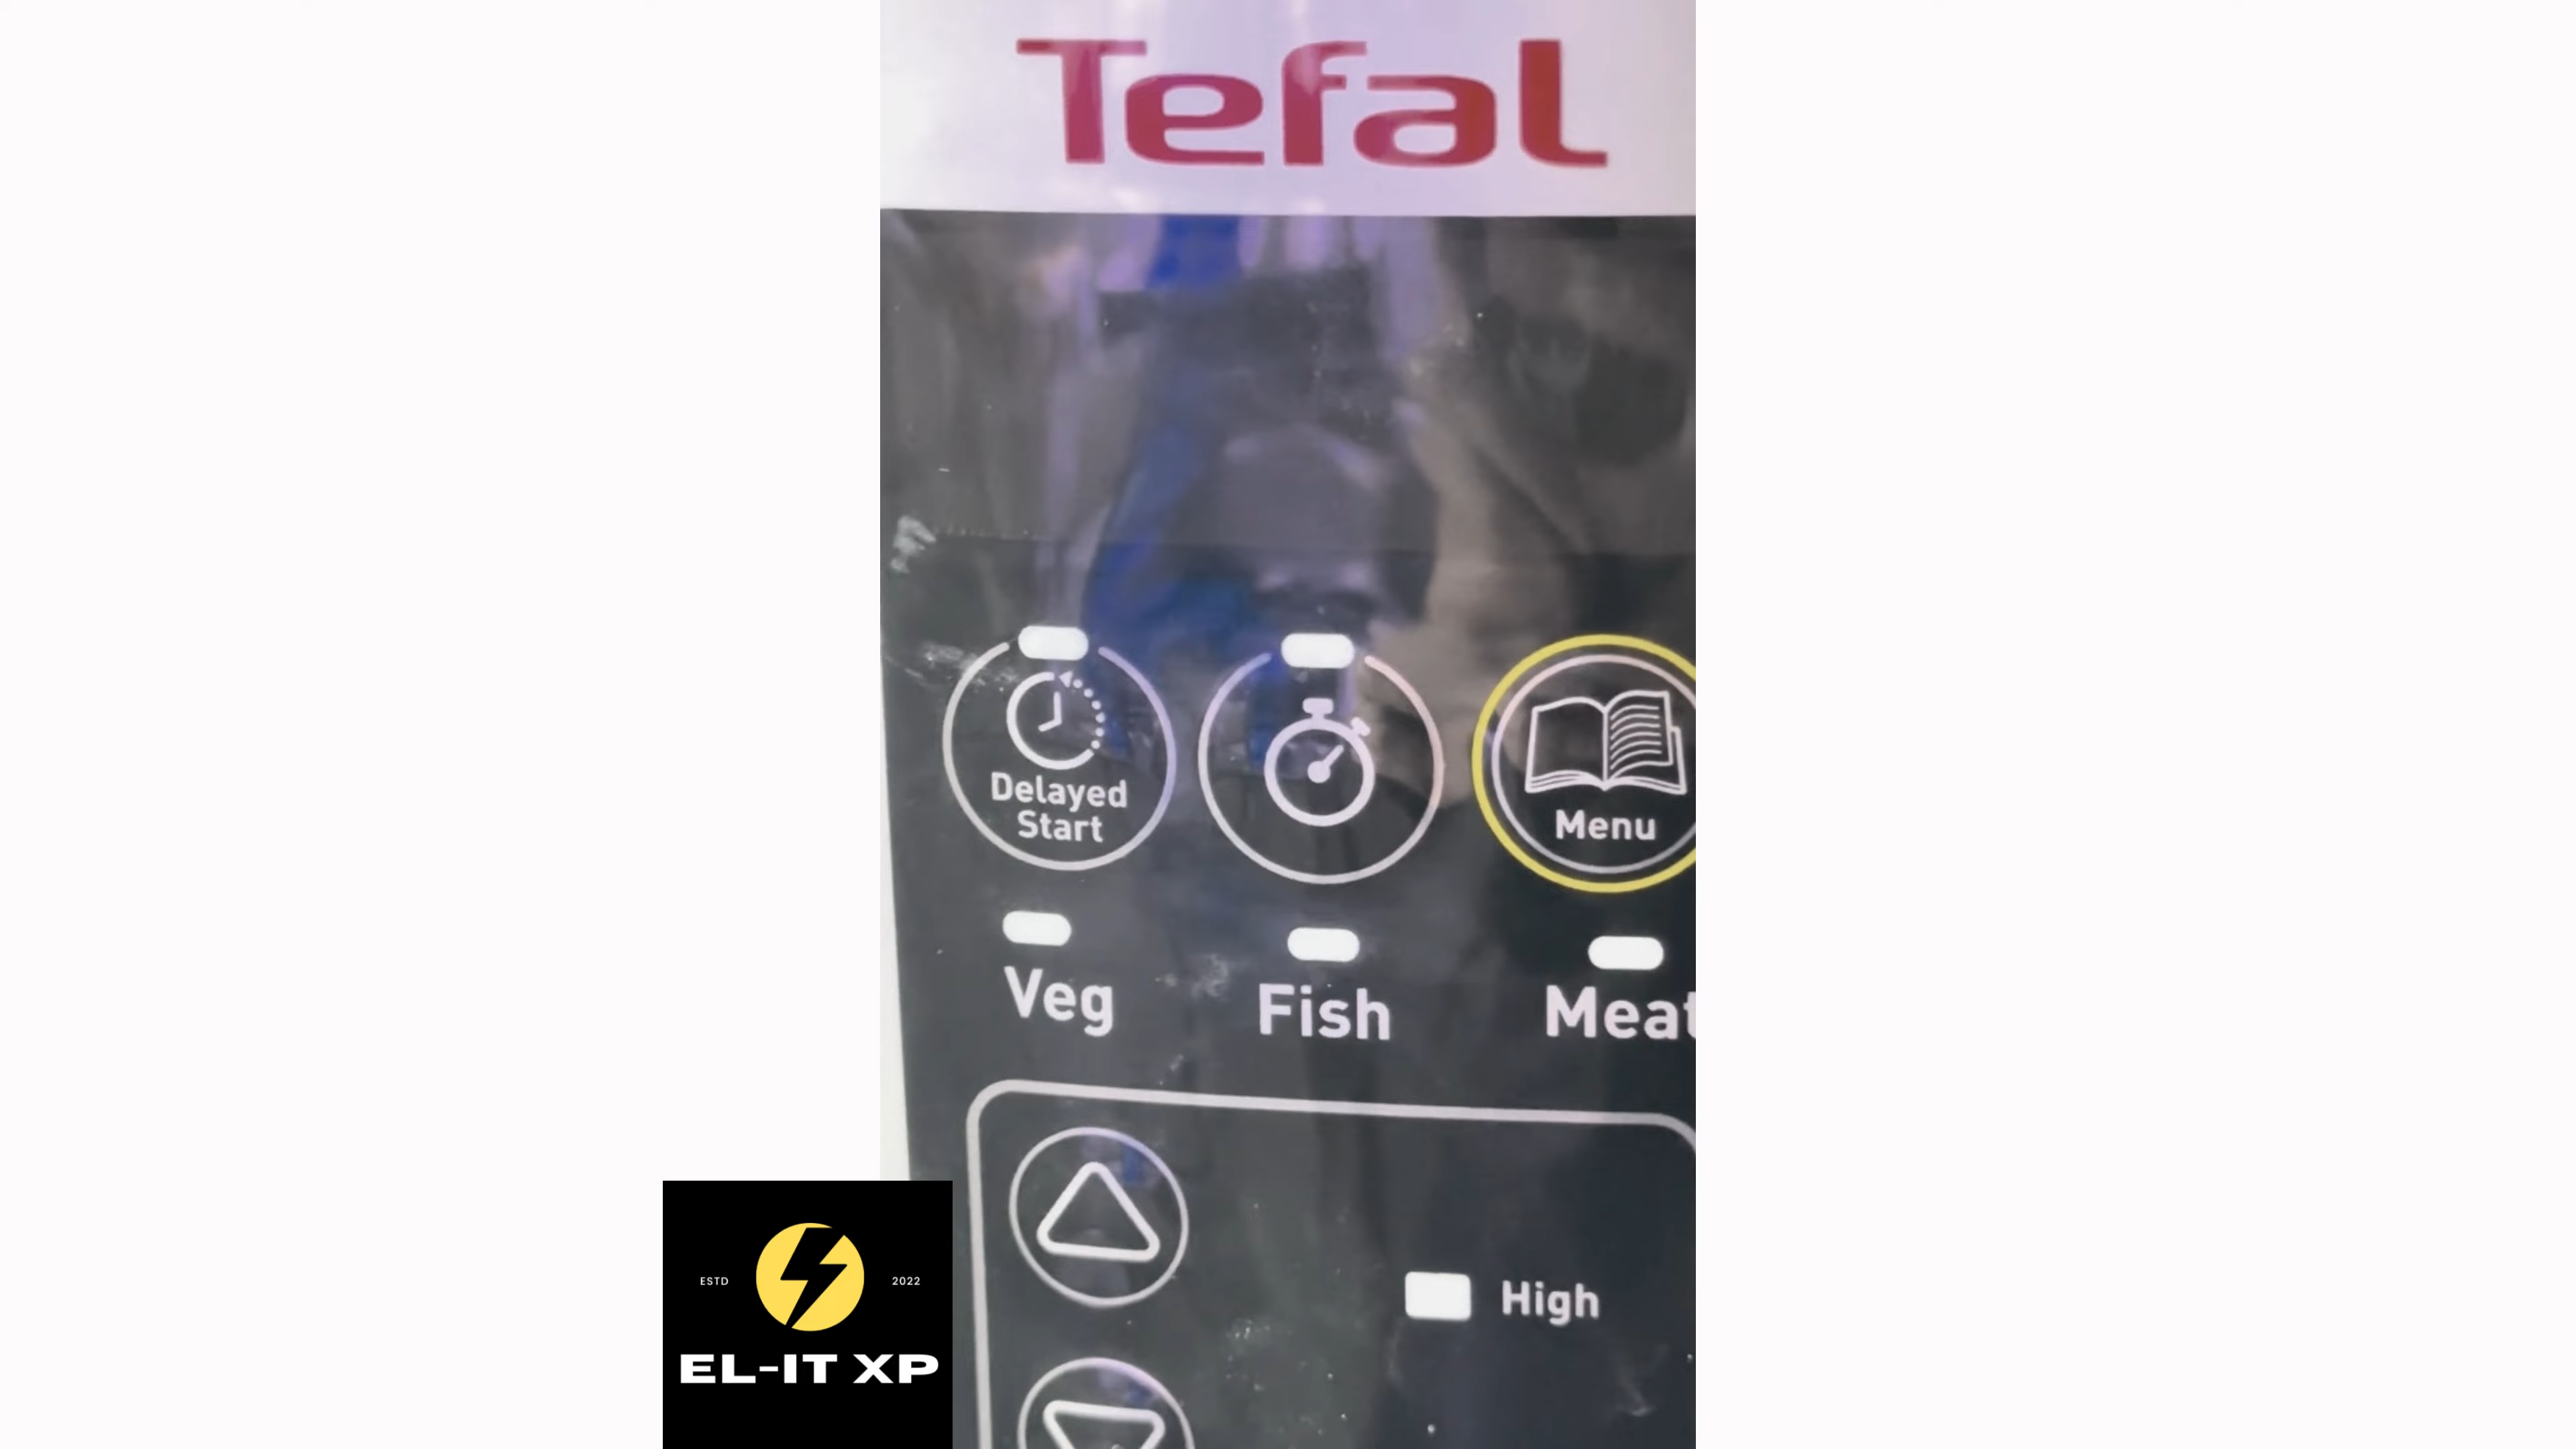 Tefal
Delayed
Start
Menu
Veg
Fish
Meat
High
ESTD
2022
EL-IT XP